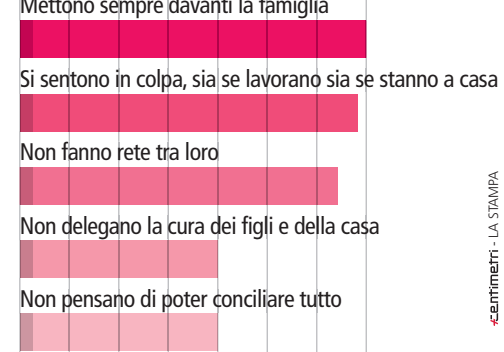 Mettono sempre davanti la famiglia
Si sentono in colpa, sia se lavorano sia se stanno a casa
Non fanno rete tra loro
Non delegano la cura dei figli e della casa
Non pensano di poter conciliare tutto
centimetri - LA STAMPA